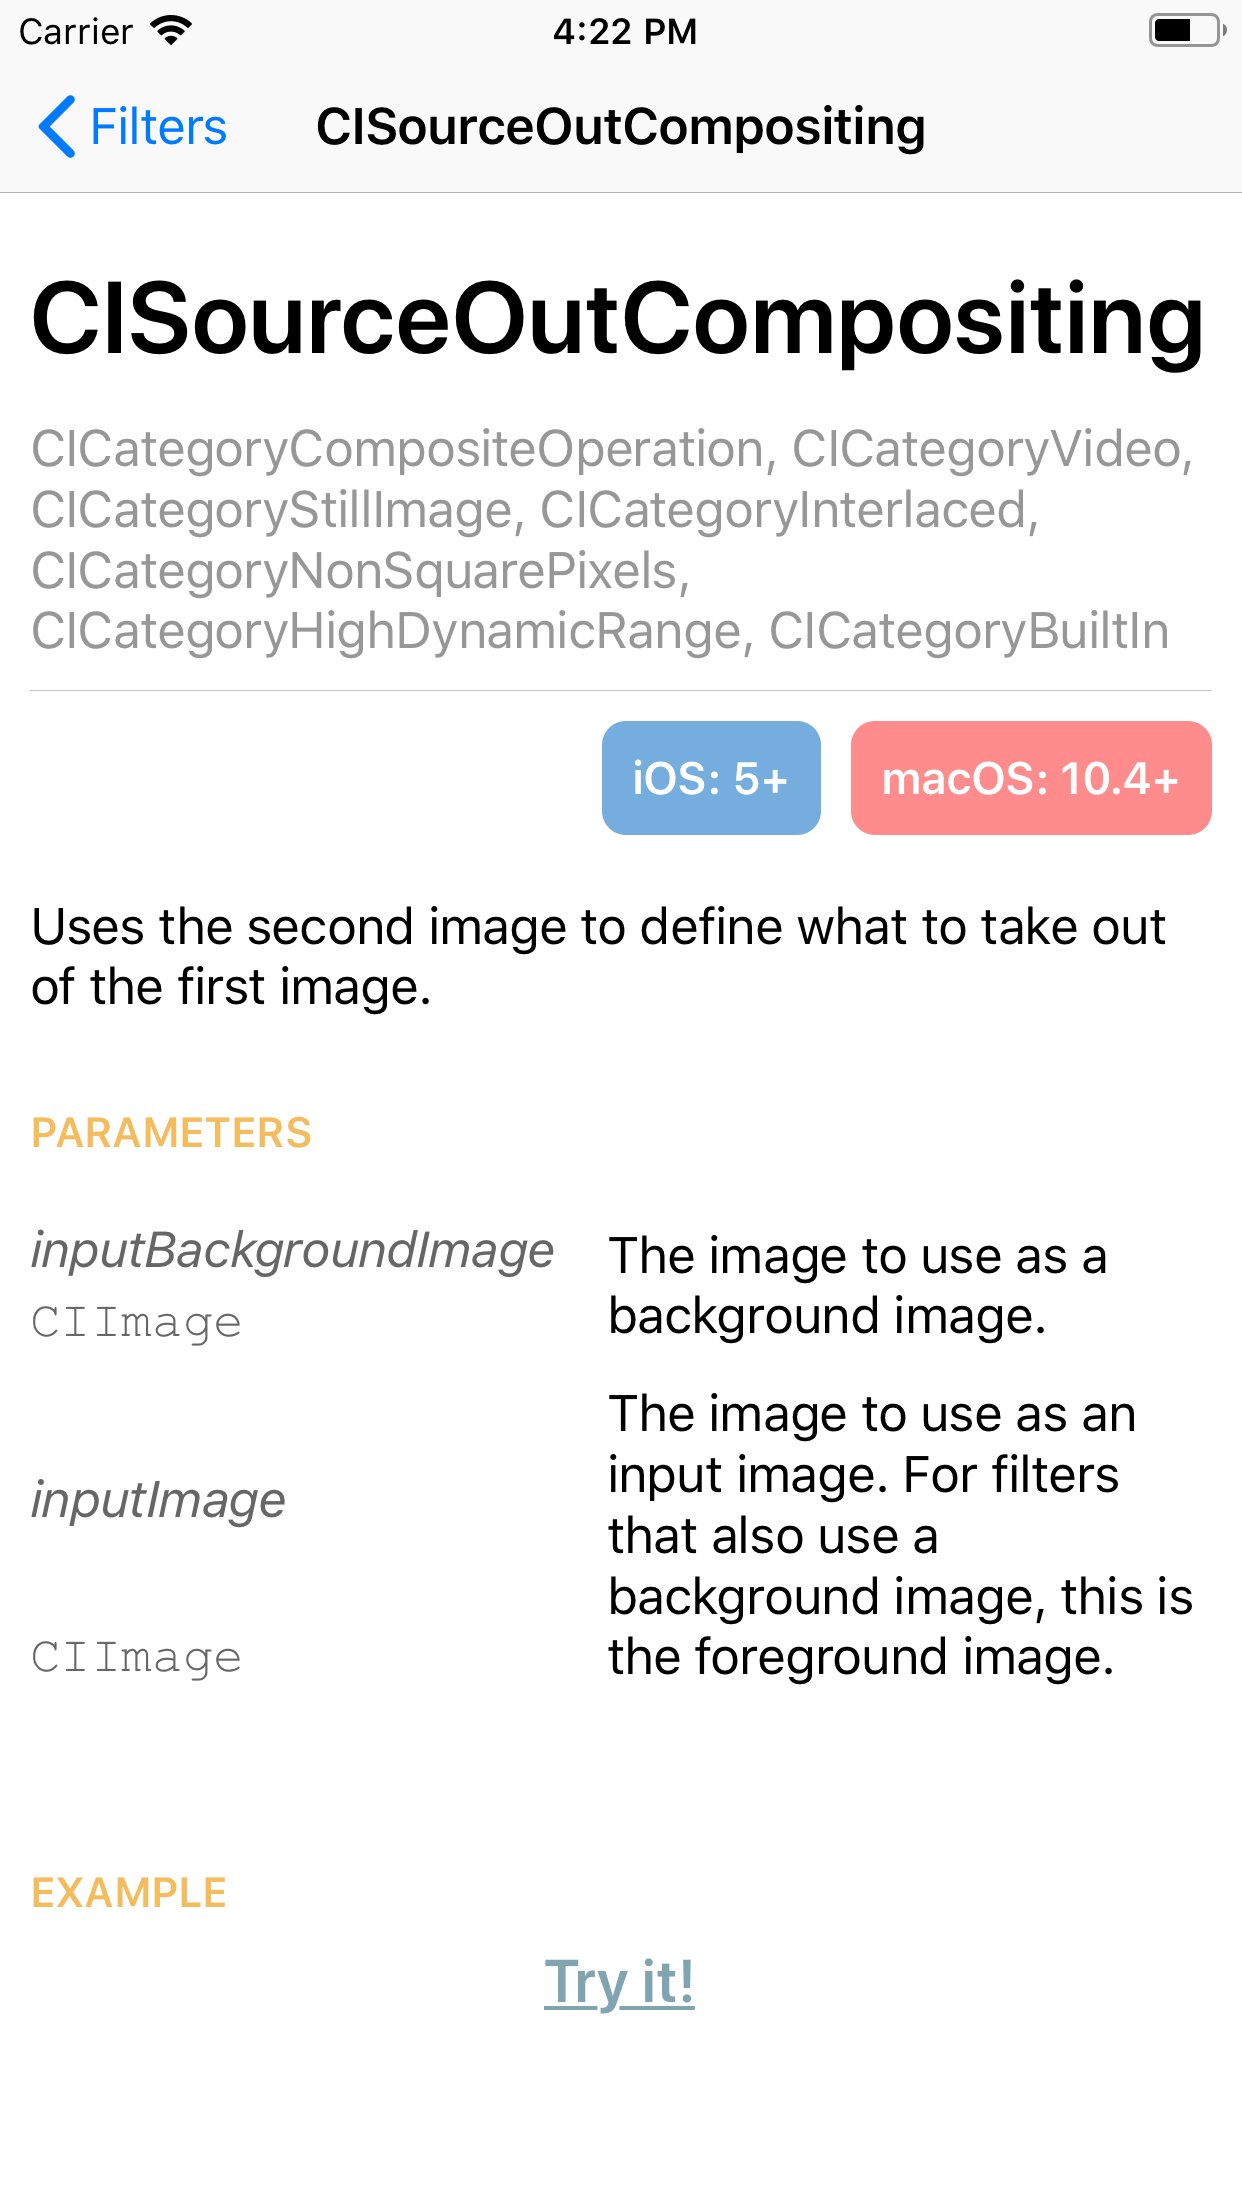 Carrier 4:22 PM
Filters CISourceOutCompositing
CISourceOutCompositing
CICategoryCompositeOperation, CICategoryVideo,
CICategoryStillImage, CICategoryInterlaced,
CICategoryNonSquarePixels,
CICategoryHighDynamicRange, CICategoryBuiltIn
iOS: 5+ macOS: 10.4+
Uses the second image to define what to take out
of the first image.
PARAMETERS
inputBackgroundImage
CIImage
The image to use as a
background image.
inputImage
CIImage
The image to use as an
input image. For filters
that also use a
background image, this is
the foreground image.
EXAMPLE
Try it!